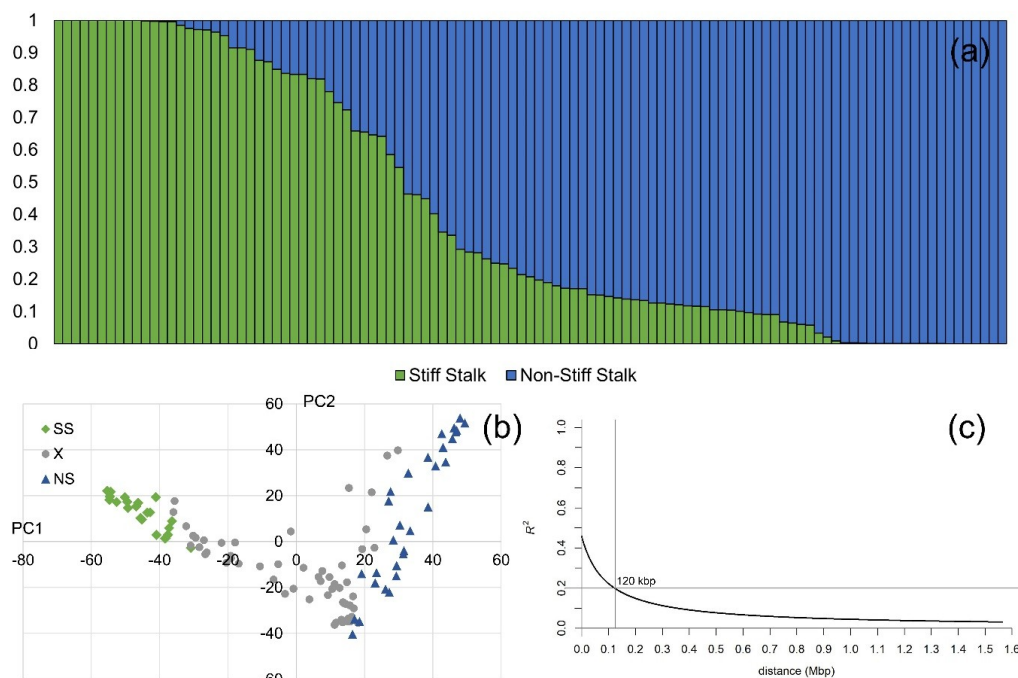 1
0.9
0.8
0.7
0.6
0.5
0.4
0.3
0.2
0.1
0
(a)
Stiff Stalk Non-Stiff Stalk
SS
X
NS
PC1
PC2
(b)
60
40
20
0
-20
-40
-60
-80 -60 -40 -20 0 20 40 60
(c)
R²
1.0
0.8
0.6
0.4
0.2
0.0
120 kbp
0.0 0.1 0.2 0.3 0.4 0.5 0.6 0.7 0.8 0.9 1.0 1.1 1.2 1.3 1.4 1.5 1.6
distance (Mbp)